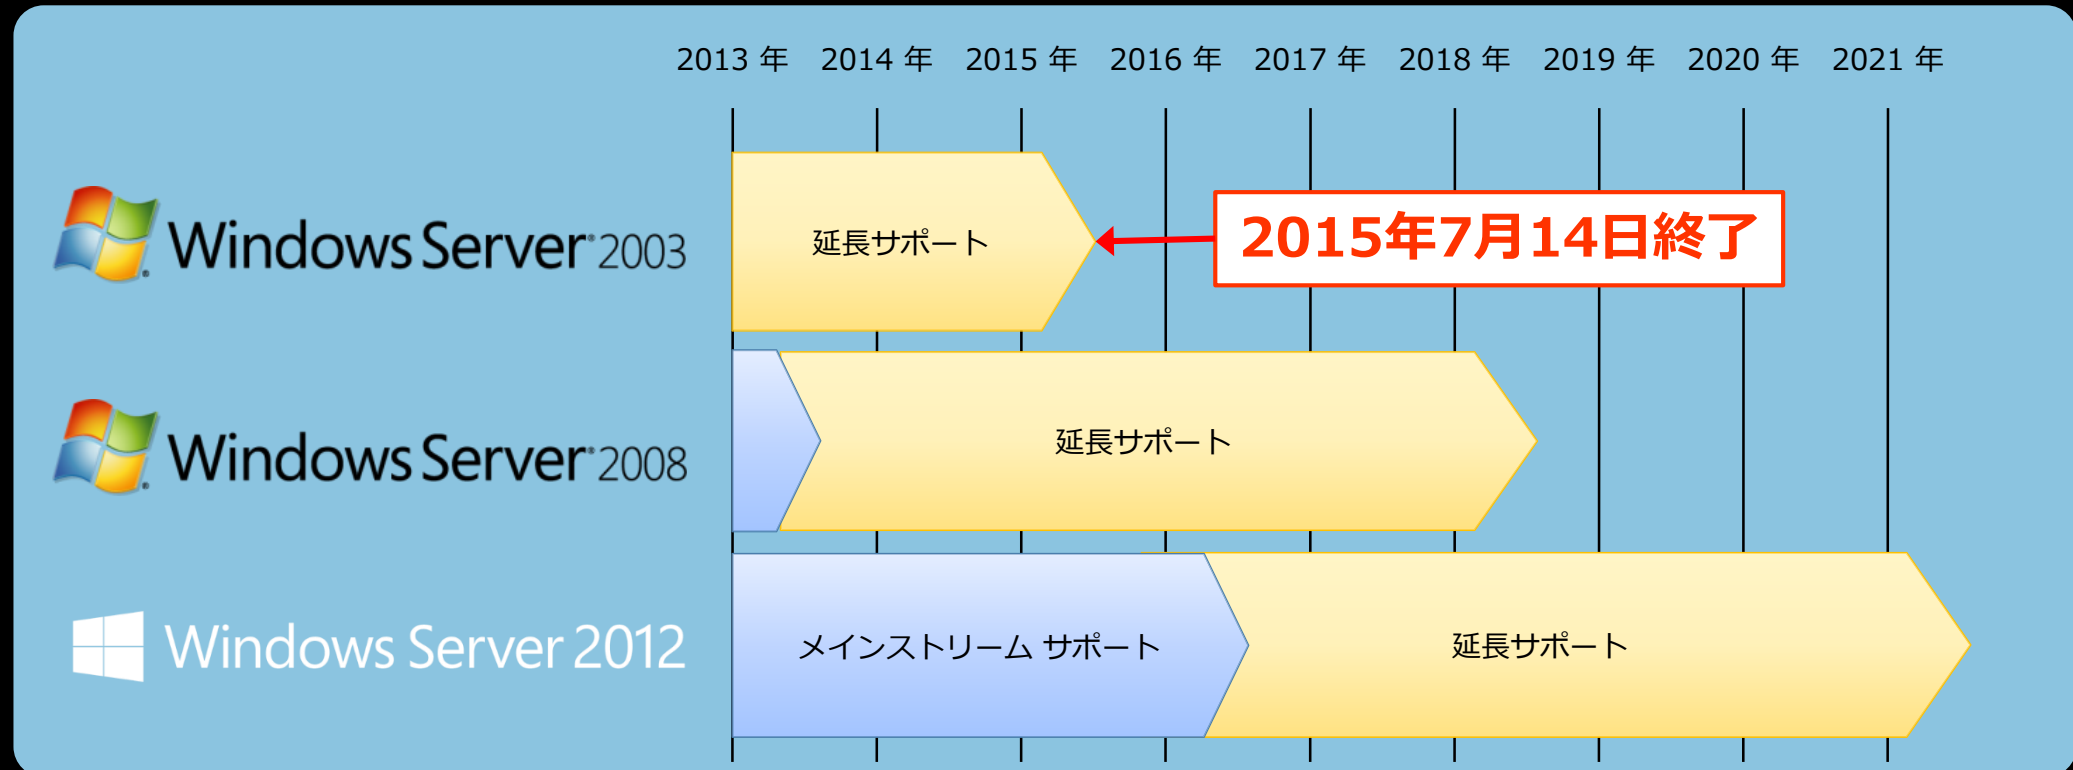 2013 年 2014 年 2015 年 2016 年 2017 年 2018 年 2019 年 2020 年 2021 年
Windows Server 2003
延長サポート
2015年7月14日終了
Windows Server 2008
延長サポート
Windows Server 2012
メインストリーム サポート
延長サポート